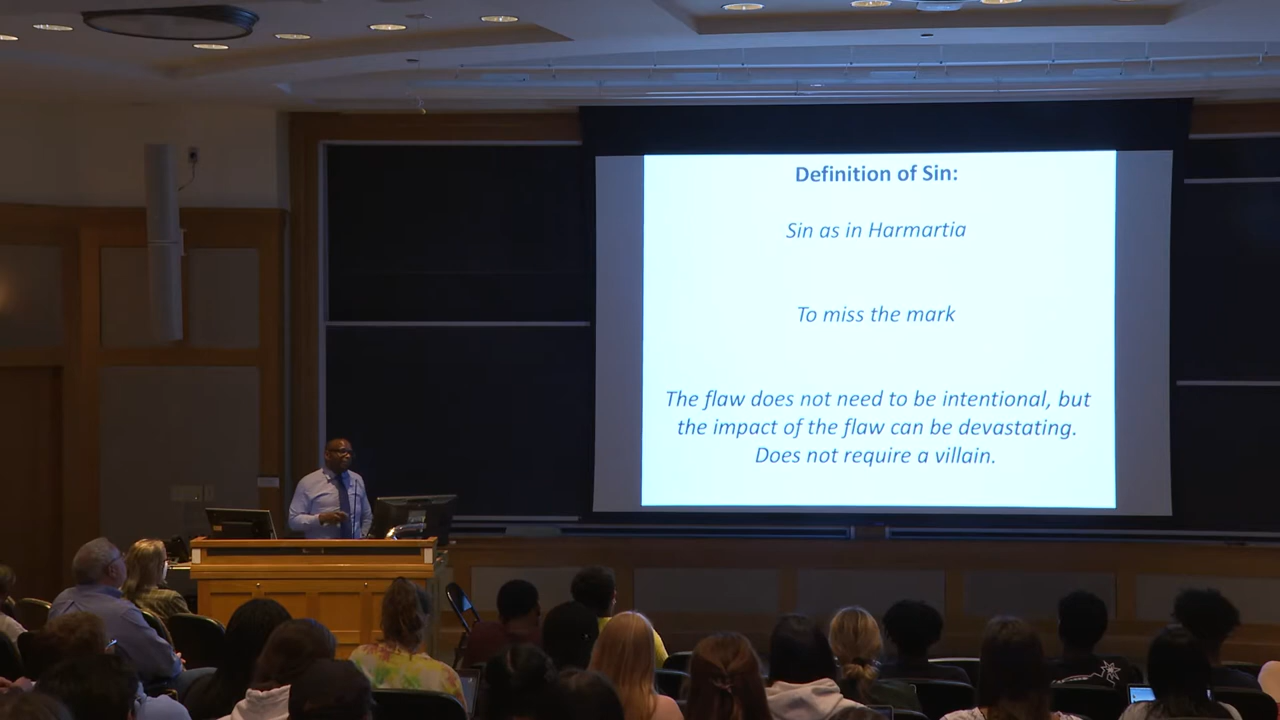 Definition of Sin:
Sin as in Harmartia
To miss the mark
The flaw does not need to be intentional, but
the impact of the flaw can be devastating.
Does not require a villain.